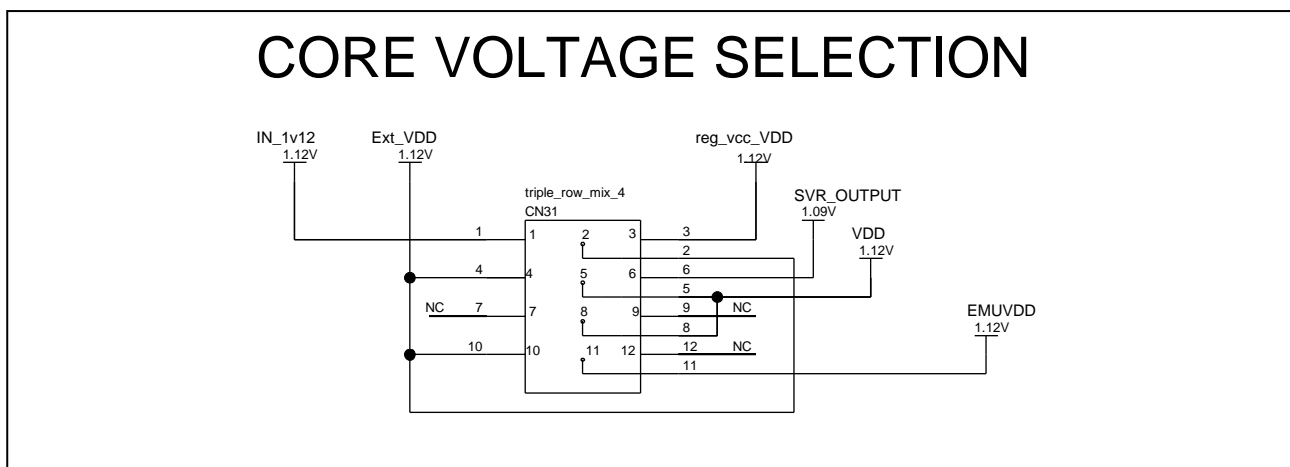 CORE VOLTAGE SELECTION
IN_1v12 Ext_VDD reg_vcc_VDD
1.12V 1.12V 1.12V
triple_row_mix_4 SVR_OUTPUT
CN31 1.09V
VDD
1 1 2 3 3
1.12V
2
4 4 5 6 6
5
NC 7 7 8 9 9 NC
EMUVDD
8
1.12V
10 10 11 12 12 NC
11